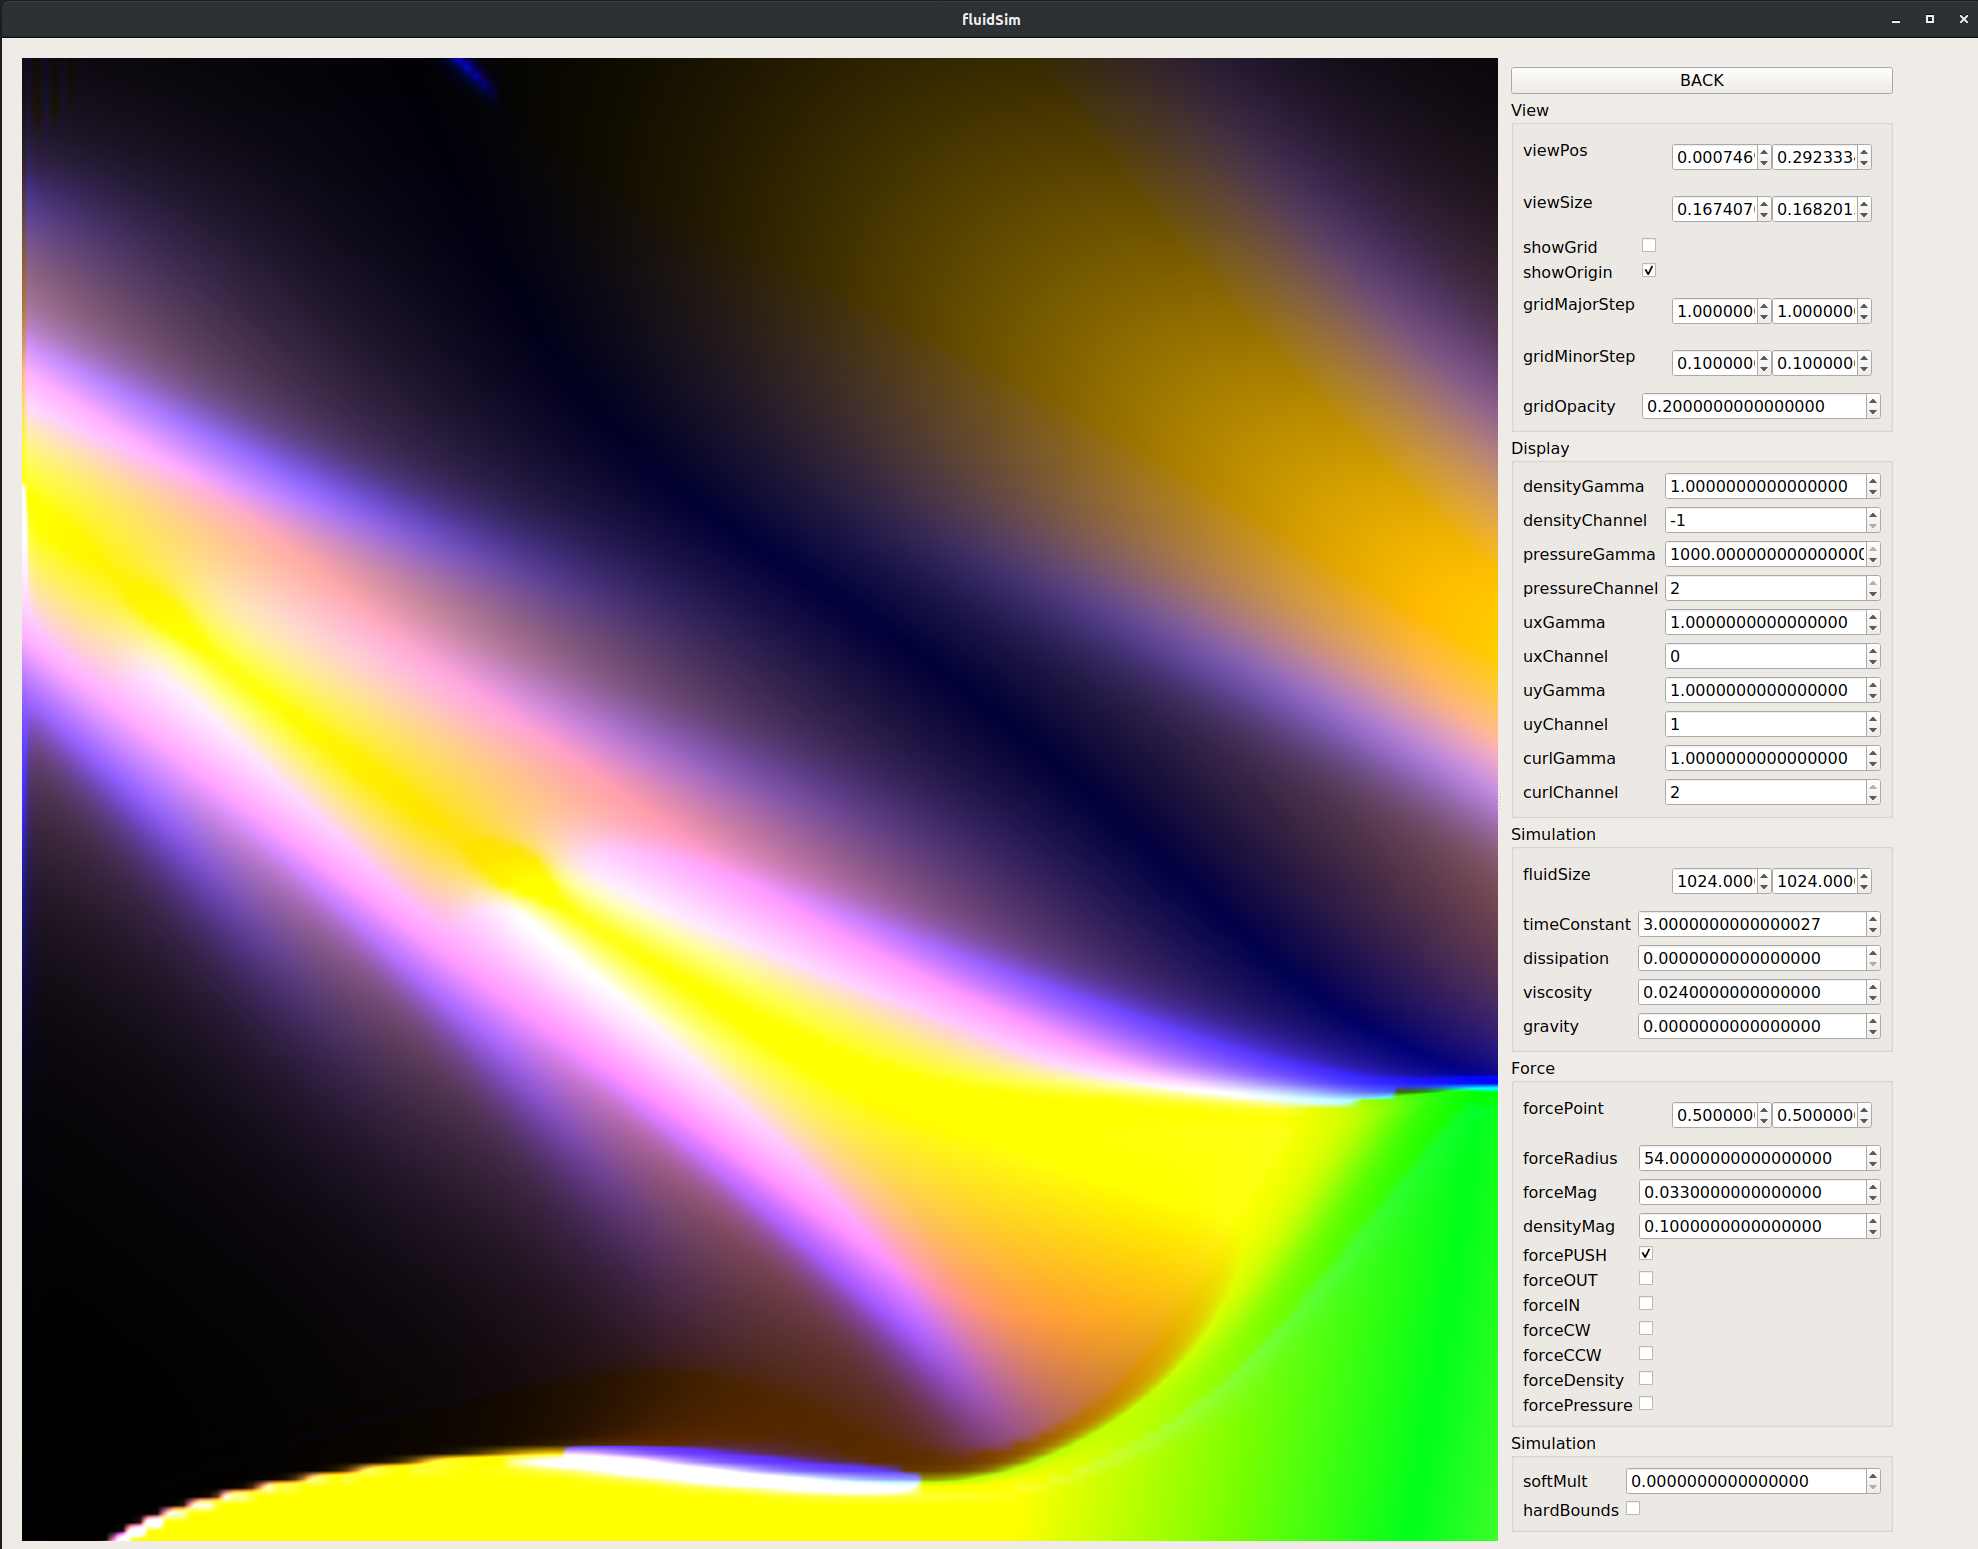 fluidSim
BACK
View
viewPos 0.000746 0.292333
viewSize 0.167407 0.168201
showGrid
showOrigin
gridMajorStep 1.000000 1.000000
gridMinorStep 0.100000 0.100000
gridOpacity 0.2000000000000000
Display
densityGamma 1.0000000000000000
densityChannel -1
pressureGamma 1000.0000000000000000
pressureChannel 2
uxGamma 1.0000000000000000
uxChannel 0
uyGamma 1.0000000000000000
uyChannel 1
curlGamma 1.0000000000000000
curlChannel 2
Simulation
fluidSize 1024.000 1024.000
timeConstant 3.0000000000000027
dissipation 0.0000000000000000
viscosity 0.0240000000000000
gravity 0.0000000000000000
Force
forcePoint 0.500000 0.500000
forceRadius 54.0000000000000000
forceMag 0.0330000000000000
densityMag 0.1000000000000000
forcePUSH
forceOUT
forceIN
forceCW
forceCCW
forceDensity
forcePressure
Simulation
softMult 0.0000000000000000
hardBounds